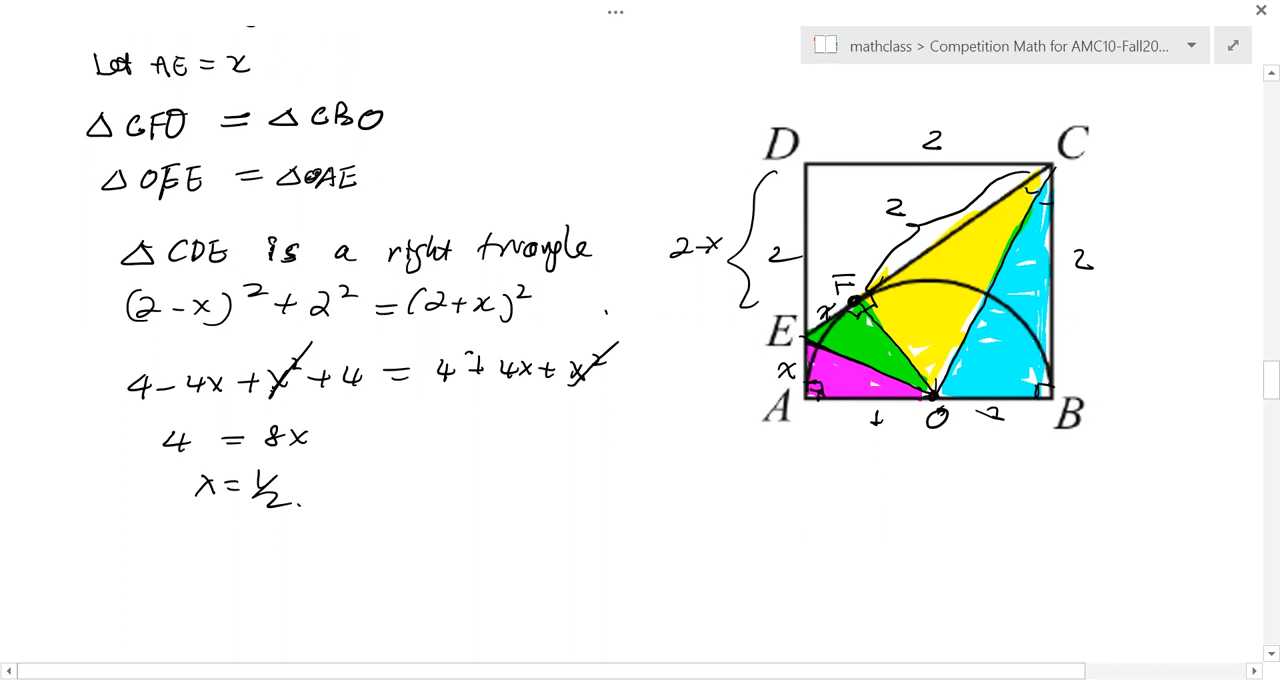 mathclass > Competition Math for AMC10-Fall20...
Let AE = x
△ CFO = △ CBO
△ OFE = △ OAE
△ CDE is a right triangle
(2-x)² + 2² = (2+x)²
4 - 4x + x² + 4 = 4 + 4x + x²
4 = 8x
x = 1/2.
D 2 C
2
2-x 2 2
F
x
E
x
A 1 O B